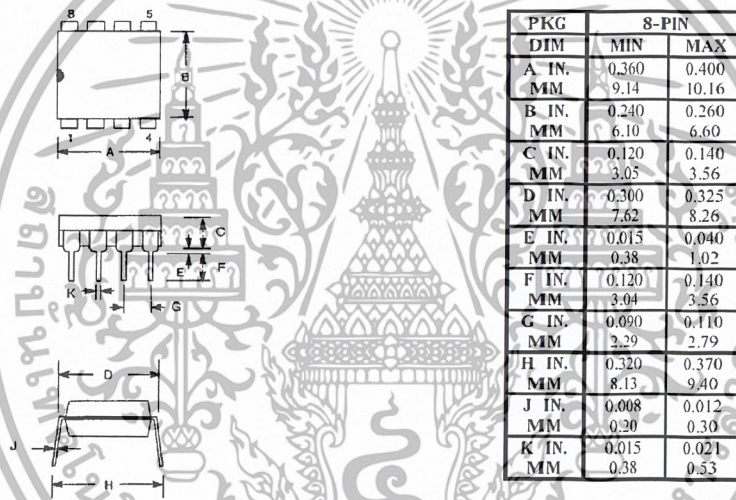 8 5
B
1 4
A
C
E F
K G
D
J
H
PKG 8-PIN
DIM MIN MAX
A IN. 0.360 0.400
MM 9.14 10.16
B IN. 0.240 0.260
MM 6.10 6.60
C IN. 0.120 0.140
MM 3.05 3.56
D IN. 0.300 0.325
MM 7.62 8.26
E IN. 0.015 0.040
MM 0.38 1.02
F IN. 0.120 0.140
MM 3.04 3.56
G IN. 0.090 0.110
MM 2.29 2.79
H IN. 0.320 0.370
MM 8.13 9.40
J IN. 0.008 0.012
MM 0.20 0.30
K IN. 0.015 0.021
MM 0.38 0.53